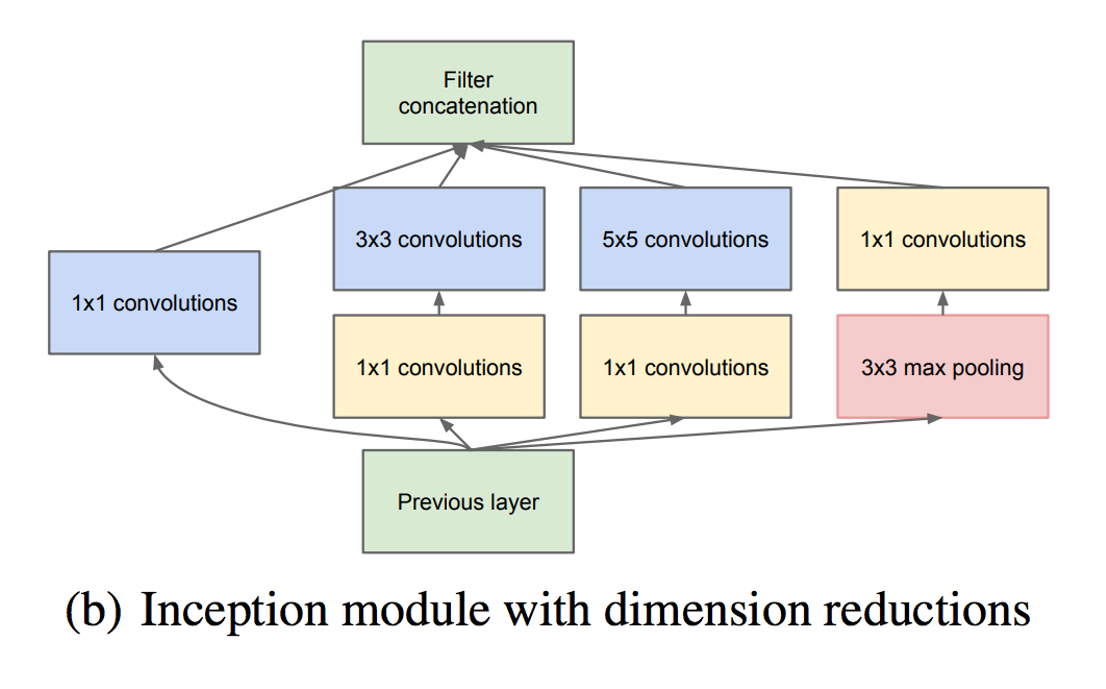 Filter
concatenation
3x3 convolutions
5x5 convolutions
1x1 convolutions
1x1 convolutions
1x1 convolutions
1x1 convolutions
3x3 max pooling
Previous layer
(b) Inception module with dimension reductions